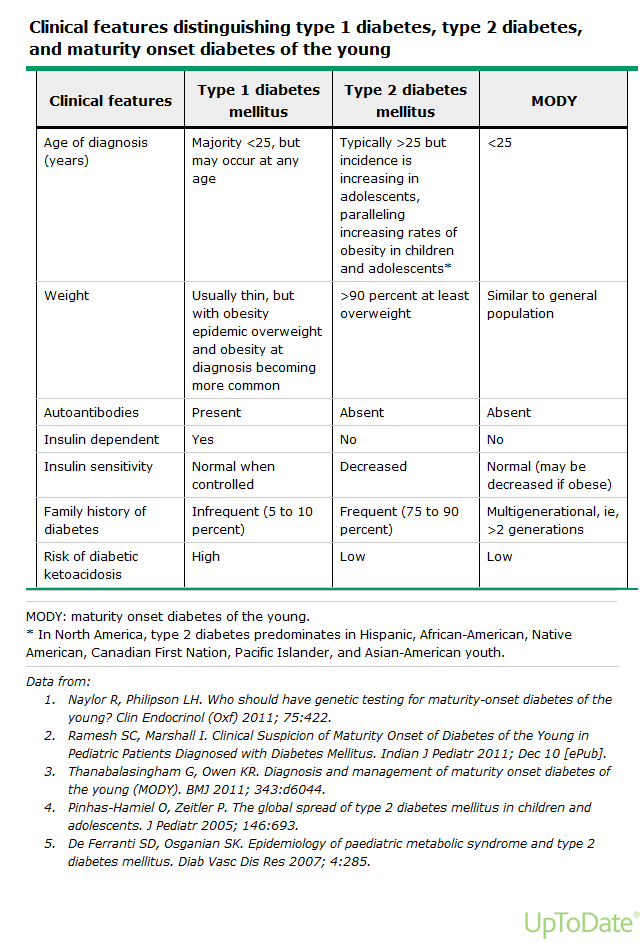 Clinical features distinguishing type 1 diabetes, type 2 diabetes,
and maturity onset diabetes of the young
Clinical features
Type 1 diabetes
mellitus
Type 2 diabetes
mellitus
MODY
Age of diagnosis
(years)
Majority <25, but
may occur at any
age
Typically >25 but
incidence is
increasing in
adolescents,
paralleling
increasing rates of
obesity in children
and adolescents*
<25
Weight
Usually thin, but
with obesity
epidemic overweight
and obesity at
diagnosis becoming
more common
>90 percent at least
overweight
Similar to general
population
Autoantibodies
Present
Absent
Absent
Insulin dependent
Yes
No
No
Insulin sensitivity
Normal when
controlled
Decreased
Normal (may be
decreased if obese)
Family history of
diabetes
Infrequent (5 to 10
percent)
Frequent (75 to 90
percent)
Multigenerational, ie,
>2 generations
Risk of diabetic
ketoacidosis
High
Low
Low
MODY: maturity onset diabetes of the young.
* In North America, type 2 diabetes predominates in Hispanic, African-American, Native
American, Canadian First Nation, Pacific Islander, and Asian-American youth.
Data from:
1. Naylor R, Philipson LH. Who should have genetic testing for maturity-onset diabetes of the
young? Clin Endocrinol (Oxf) 2011; 75:422.
2. Ramesh SC, Marshall I. Clinical Suspicion of Maturity Onset of Diabetes of the Young in
Pediatric Patients Diagnosed with Diabetes Mellitus. Indian J Pediatr 2011; Dec 10 [ePub].
3. Thanabalasingham G, Owen KR. Diagnosis and management of maturity onset diabetes of
the young (MODY). BMJ 2011; 343:d6044.
4. Pinhas-Hamiel O, Zeitler P. The global spread of type 2 diabetes mellitus in children and
adolescents. J Pediatr 2005; 146:693.
5. De Ferranti SD, Osganian SK. Epidemiology of paediatric metabolic syndrome and type 2
diabetes mellitus. Diab Vasc Dis Res 2007; 4:285.
UpToDate®